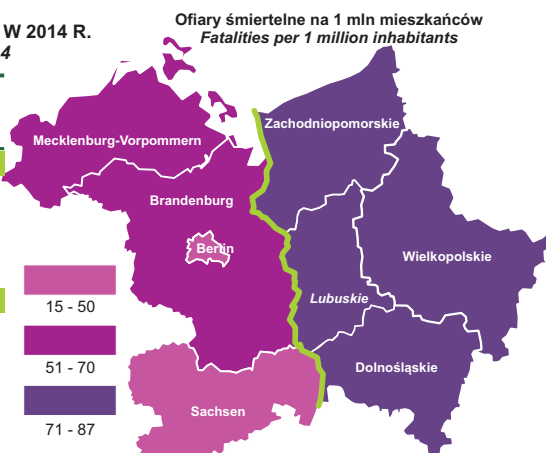 W 2014 R.
4
Ofiary śmiertelne na 1 mln mieszkańców
Fatalities per 1 million inhabitants
Zachodniopomorskie
Mecklenburg-Vorpommern
Brandenburg
Berlin
Wielkopolskie
Lubuskie
15 - 50
51 - 70
Dolnośląskie
Sachsen
71 - 87